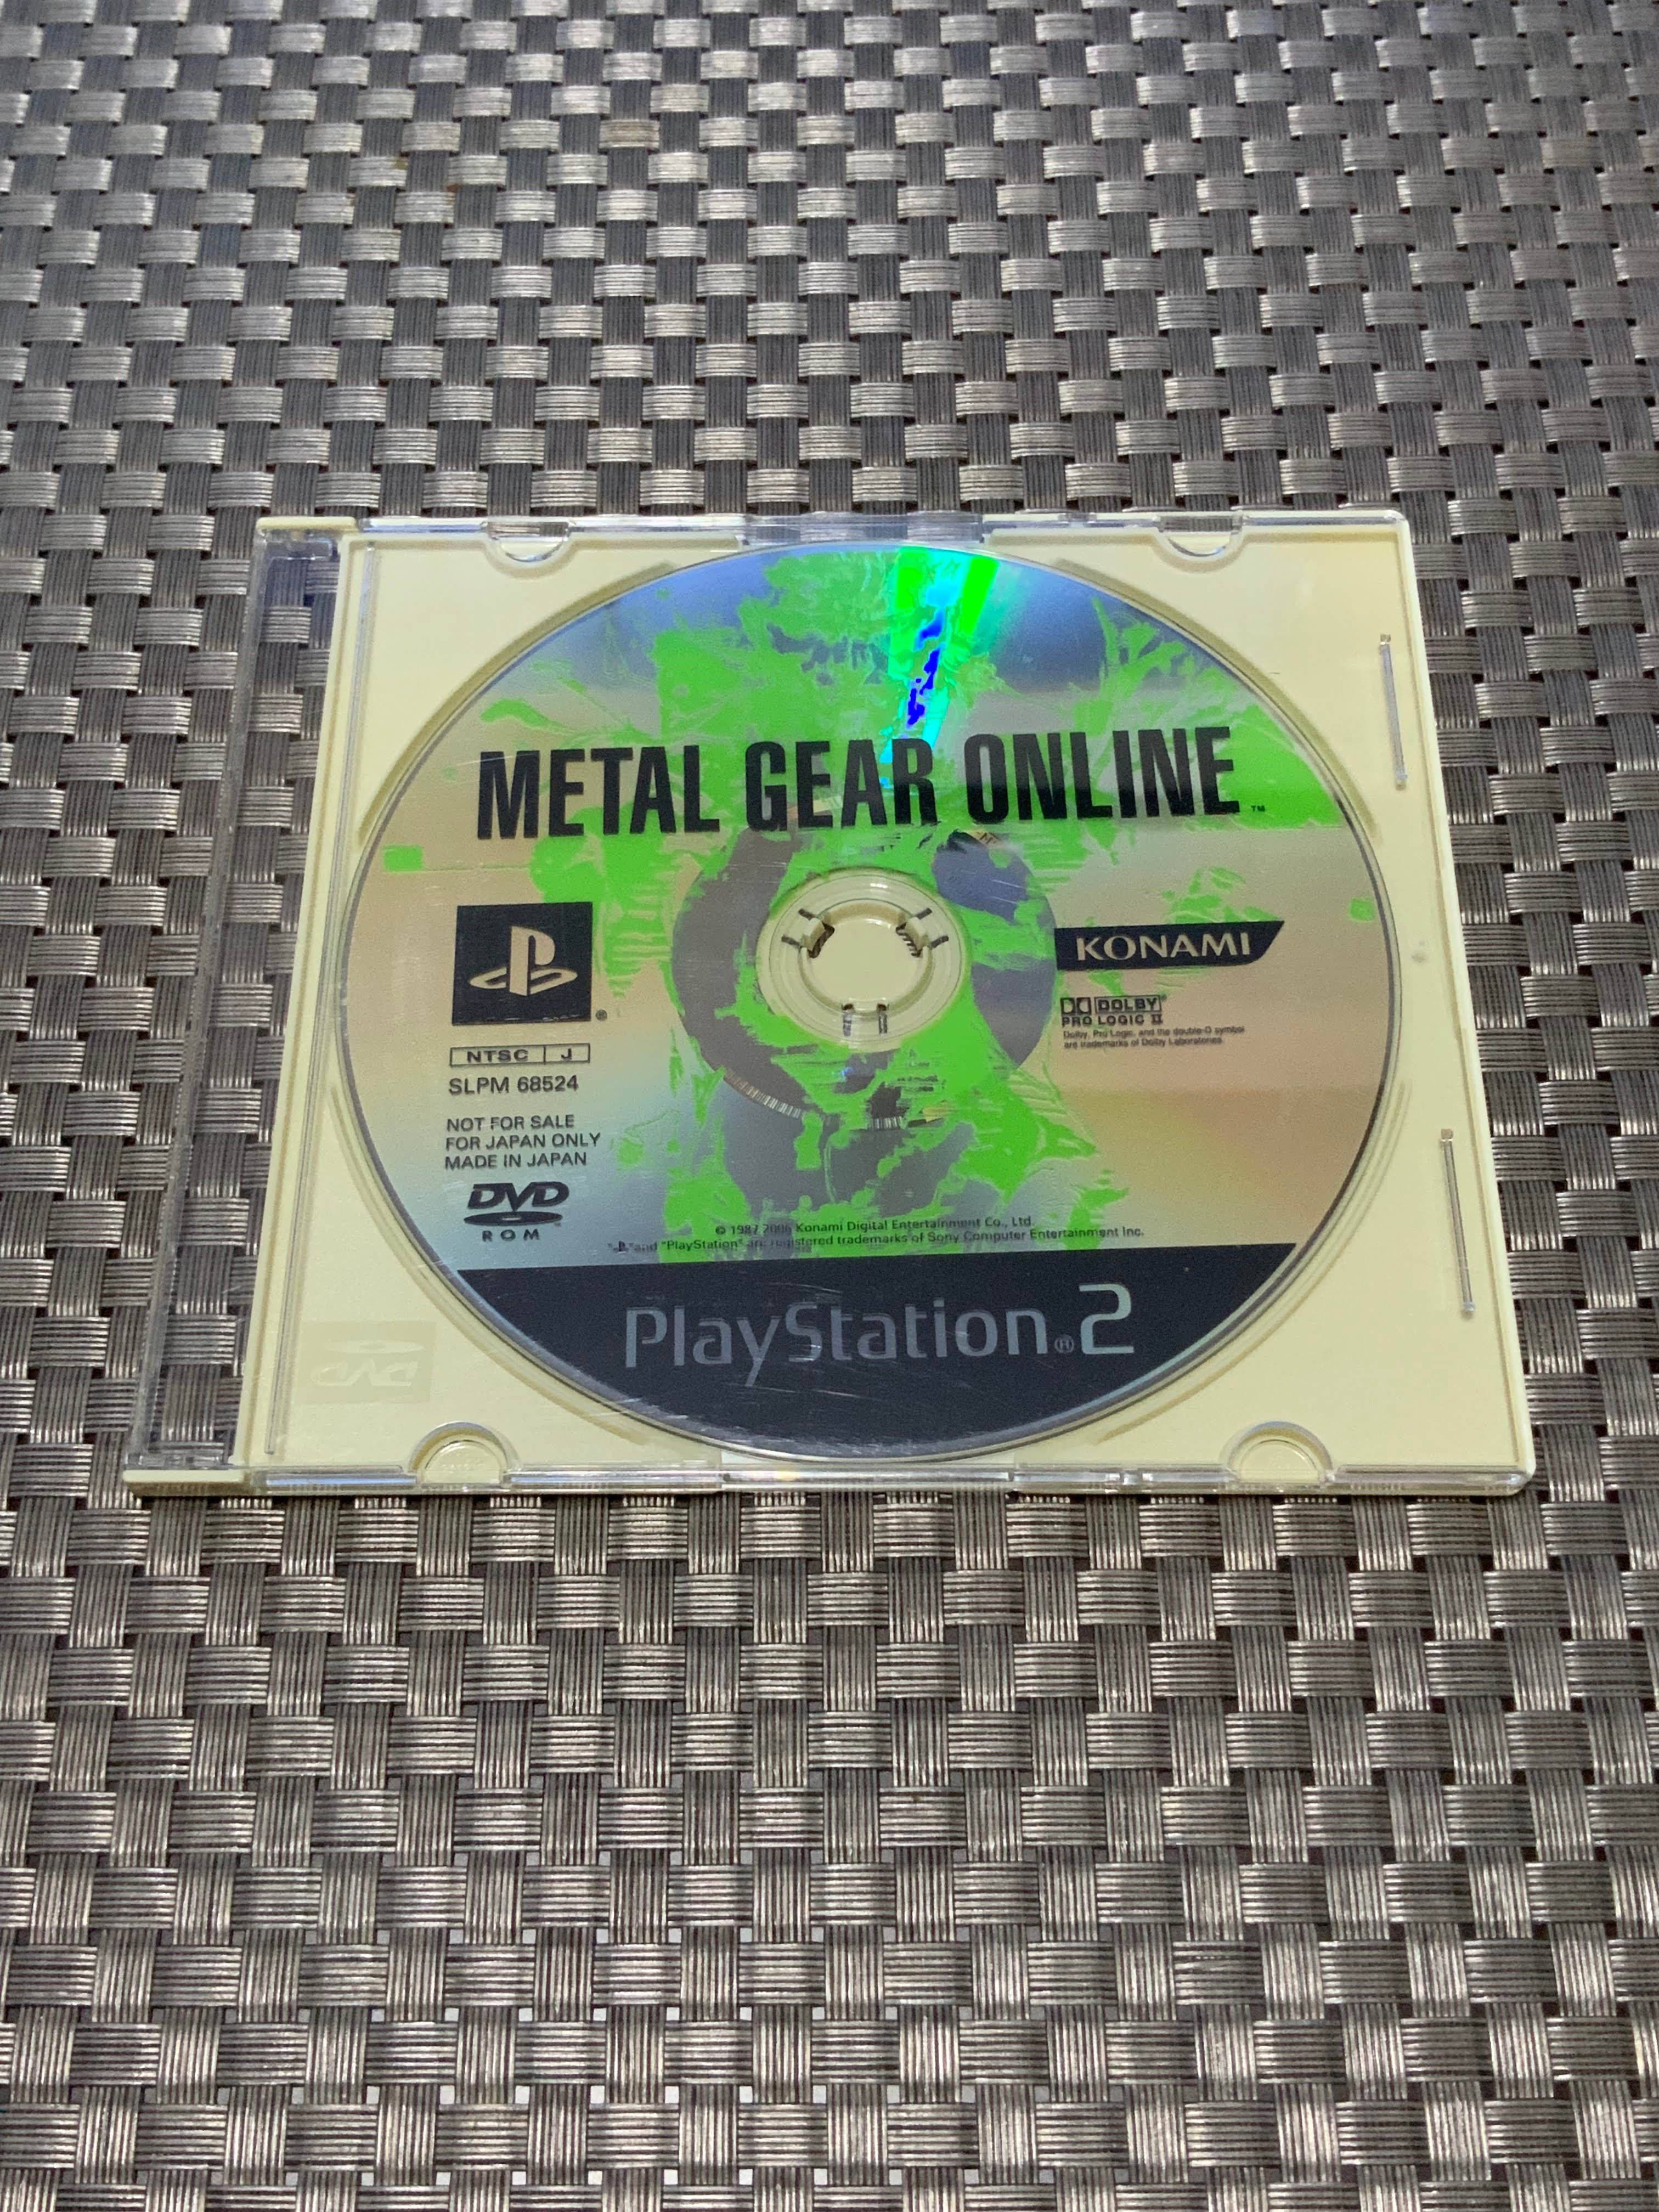 METAL GEAR ONLINE ™
KONAMI
®
DOLBY®
PRO LOGIC II
Dolby, Pro Logic, and the double-D symbol
are trademarks of Dolby Laboratories.
NTSC J
SLPM 68524
NOT FOR SALE
FOR JAPAN ONLY
MADE IN JAPAN
DVD™
ROM
© 1987 2006 Konami Digital Entertainment Co., Ltd.
" " and "PlayStation" are registered trademarks of Sony Computer Entertainment Inc.
PlayStation®2
DVD